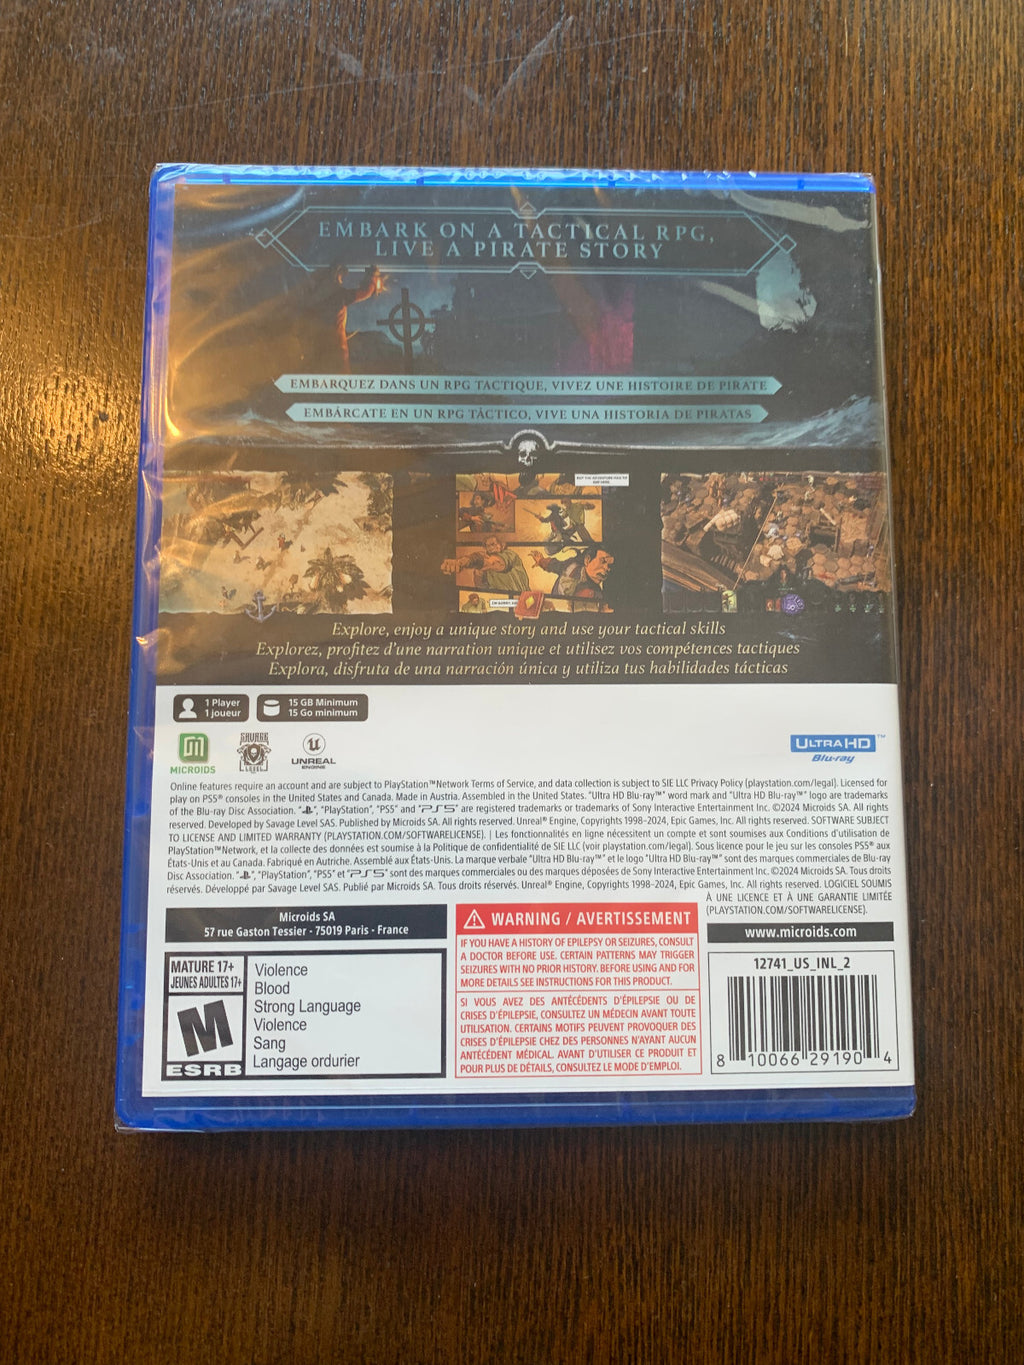 EMBARK ON A TACTICAL RPG,
LIVE A PIRATE STORY
EMBARQUEZ DANS UN RPG TACTIQUE, VIVEZ UNE HISTOIRE DE PIRATE
EMBÁRCATE EN UN RPG TÁCTICO, VIVE UNA HISTORIA DE PIRATAS
Explore, enjoy a unique story and use your tactical skills
Explorez, profitez d'une narration unique et utilisez vos compétences tactiques
Explora, disfruta de una narración única y utiliza tus habilidades tácticas
1 Player
1 joueur
15 GB Minimum
15 Go minimum
MICROIDS
SAVAGE
LEVEL
UNREAL
ENGINE
ULTRA HD ™
Blu-ray
Online features require an account and are subject to PlayStation™Network Terms of Service, and data collection is subject to SIE LLC Privacy Policy (playstation.com/legal). Licensed for
play on PS5® consoles in the United States and Canada. Made in Austria. Assembled in the United States. "Ultra HD Blu-ray™" word mark and "Ultra HD Blu-ray™" logo are trademarks
of the Blu-ray Disc Association. "", "PlayStation", "PS5" and "PS5" are registered trademarks or trademarks of Sony Interactive Entertainment Inc. ©2024 Microids SA. All rights
reserved. Developed by Savage Level SAS. Published by Microids SA. All rights reserved. Unreal® Engine, Copyrights 1998–2024, Epic Games, Inc. All rights reserved. SOFTWARE SUBJECT
TO LICENSE AND LIMITED WARRANTY (PLAYSTATION.COM/SOFTWARELICENSE). | Les fonctionnalités en ligne nécessitent un compte et sont soumises aux Conditions d'utilisation de
PlayStation™Network, et la collecte des données est soumise à la Politique de confidentialité de SIE LLC (voir playstation.com/legal). Sous licence pour le jeu sur les consoles PS5® aux
États-Unis et au Canada. Fabriqué en Autriche. Assemblé aux États-Unis. La marque verbale "Ultra HD Blu-ray™" et le logo "Ultra HD Blu-ray™" sont des marques commerciales de Blu-ray
Disc Association. "", "PlayStation", "PS5" et "PS5" sont des marques commerciales ou des marques déposées de Sony Interactive Entertainment Inc. ©2024 Microids SA. Tous droits
réservés. Développé par Savage Level SAS. Publié par Microids SA. Tous droits réservés. Unreal® Engine, Copyrights 1998–2024, Epic Games, Inc. All rights reserved. LOGICIEL SOUMIS
À UNE LICENCE ET À UNE GARANTIE LIMITÉE
(PLAYSTATION.COM/SOFTWARELICENSE).
Microids SA
57 rue Gaston Tessier - 75019 Paris - France
MATURE 17+
JEUNES ADULTES 17+
M
ESRB
Violence
Blood
Strong Language
Violence
Sang
Langage ordurier
WARNING / AVERTISSEMENT
IF YOU HAVE A HISTORY OF EPILEPSY OR SEIZURES, CONSULT
A DOCTOR BEFORE USE. CERTAIN PATTERNS MAY TRIGGER
SEIZURES WITH NO PRIOR HISTORY. BEFORE USING AND FOR
MORE DETAILS SEE INSTRUCTIONS FOR THIS PRODUCT.
SI VOUS AVEZ DES ANTÉCÉDENTS D'ÉPILEPSIE OU DE
CRISES D'ÉPILEPSIE, CONSULTEZ UN MÉDECIN AVANT TOUTE
UTILISATION. CERTAINS MOTIFS PEUVENT PROVOQUER DES
CRISES D'ÉPILEPSIE CHEZ DES PERSONNES N'AYANT AUCUN
ANTÉCÉDENT MÉDICAL. AVANT D'UTILISER CE PRODUIT ET
POUR PLUS DE DÉTAILS, CONSULTEZ LE MODE D'EMPLOI.
www.microids.com
12741_US_INL_2
8 10066 29190 4